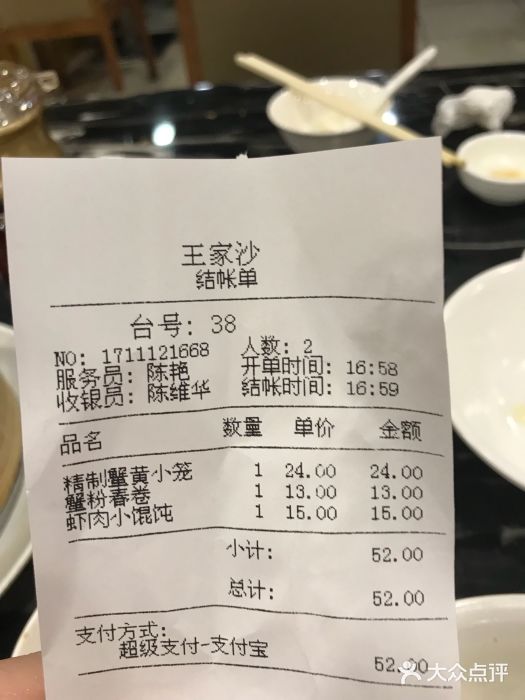 王家沙
结帐单
台号: 38
NO: 1711121668 人数: 2
服务员: 陈艳 开单时间: 16:58
收银员: 陈维华 结帐时间: 16:59
品名 数量 单价 金额
精制蟹黄小笼 1 24.00 24.00
蟹粉春卷 1 13.00 13.00
虾肉小馄饨 1 15.00 15.00
小计: 52.00
总计: 52.00
支付方式:
超级支付-支付宝 52.00
大众点评